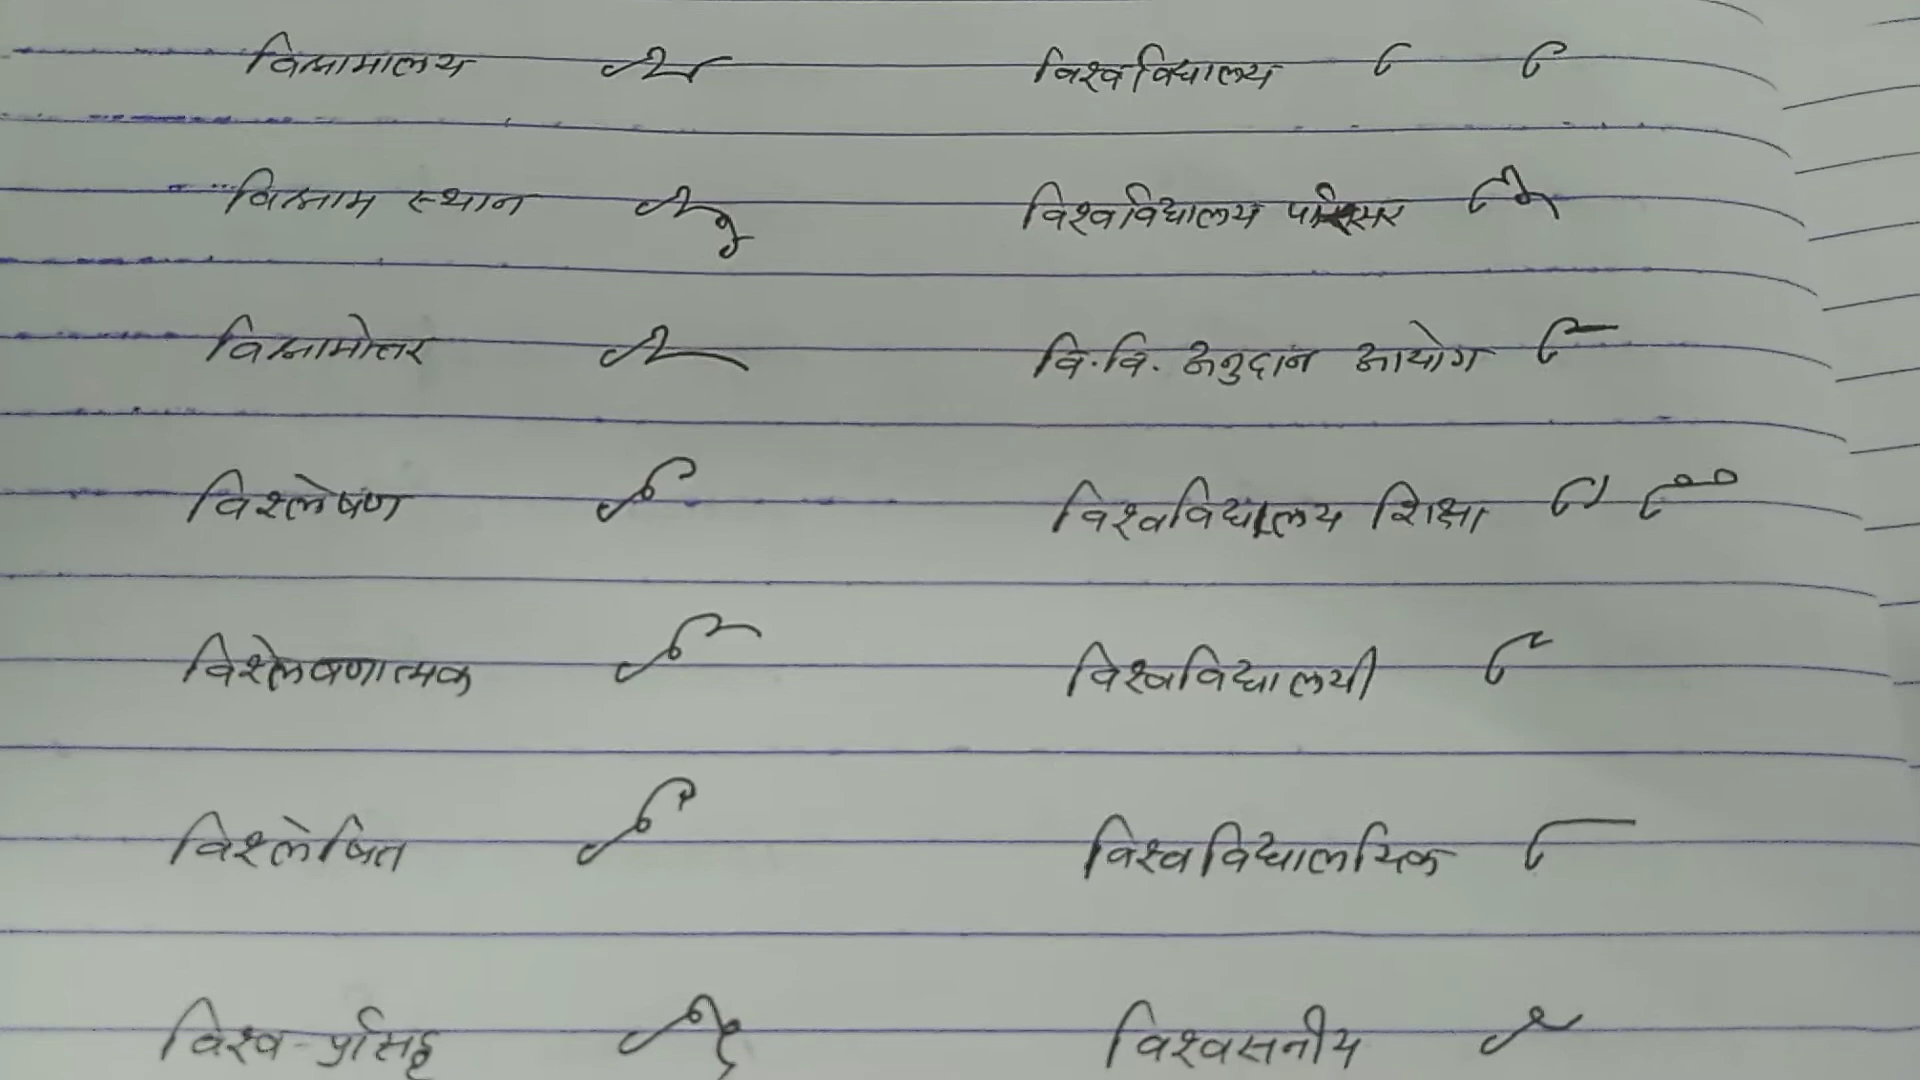 विश्रामालय विश्वविद्यालय
विश्राम स्थान विश्वविद्यालय परिसर
विश्रामोत्तर वि.वि. अनुदान आयोग
विश्लेषण विश्वविद्यालय शिक्षा
विश्लेषणात्मक विश्वविद्यालयी
विश्लेषित विश्वविद्यालयिक
विश्व-प्रसिद्ध विश्वसनीय